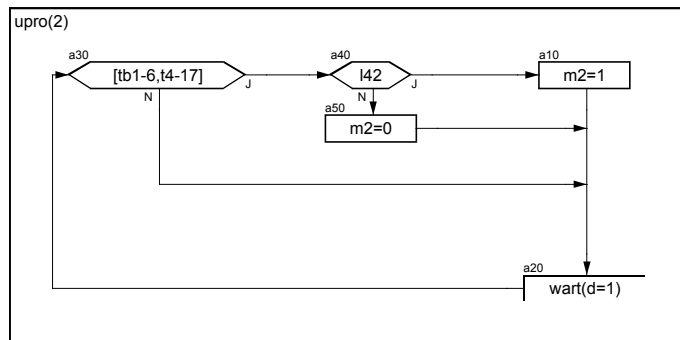 upro(2)
a30
[tb1-6,t4-17]
N
J
a40
l42
N
J
a10
m2=1
a50
m2=0
a20
wart(d=1)